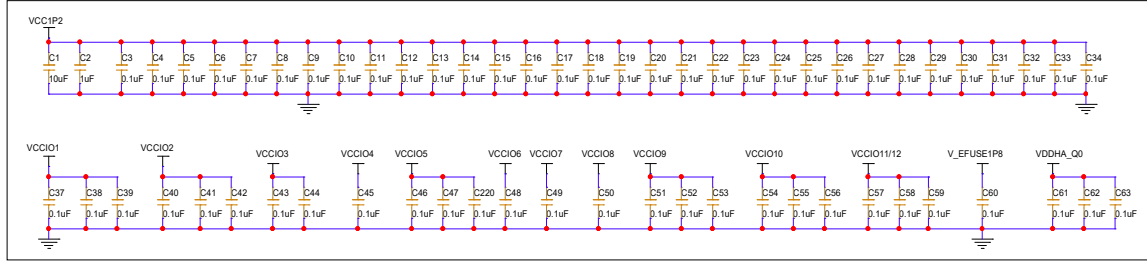 VCC1P2
C1 C2 C3 C4 C5 C6 C7 C8 C9 C10 C11 C12 C13 C14 C15 C16 C17 C18 C19 C20 C21 C22 C23 C24 C25 C26 C27 C28 C29 C30 C31 C32 C33 C34
10uF 1uF 0.1uF 0.1uF 0.1uF 0.1uF 0.1uF 0.1uF 0.1uF 0.1uF 0.1uF 0.1uF 0.1uF 0.1uF 0.1uF 0.1uF 0.1uF 0.1uF 0.1uF 0.1uF 0.1uF 0.1uF 0.1uF 0.1uF 0.1uF 0.1uF 0.1uF 0.1uF 0.1uF 0.1uF 0.1uF 0.1uF 0.1uF 0.1uF
VCCIO1 VCCIO2 VCCIO3 VCCIO4 VCCIO5 VCCIO6 VCCIO7 VCCIO8 VCCIO9 VCCIO10 VCCIO11/12 V_EFUSE1P8 VDDHA_Q0
C37 C38 C39 C40 C41 C42 C43 C44 C45 C46 C47 C220 C48 C49 C50 C51 C52 C53 C54 C55 C56 C57 C58 C59 C60 C61 C62 C63
0.1uF 0.1uF 0.1uF 0.1uF 0.1uF 0.1uF 0.1uF 0.1uF 0.1uF 0.1uF 0.1uF 0.1uF 0.1uF 0.1uF 0.1uF 0.1uF 0.1uF 0.1uF 0.1uF 0.1uF 0.1uF 0.1uF 0.1uF 0.1uF 0.1uF 0.1uF 0.1uF 0.1uF